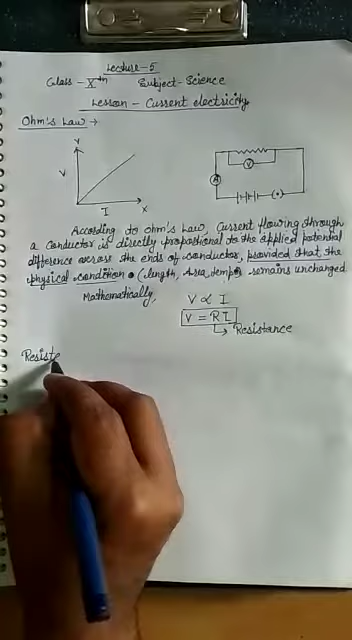 Lecture-5
Class - Xth Subject - Science
Lesson - Current electricity
Ohm's Law →
V
V
I X
V
A
According to ohm's Law, Current flowing through
a Conductor is directly propotional to the applied potential
difference across the ends of conductor, provided that the
physical condition (length, Area, temp) remains unchanged
Mathematically,
V ∝ I
V = RI
→ Resistance
Resist